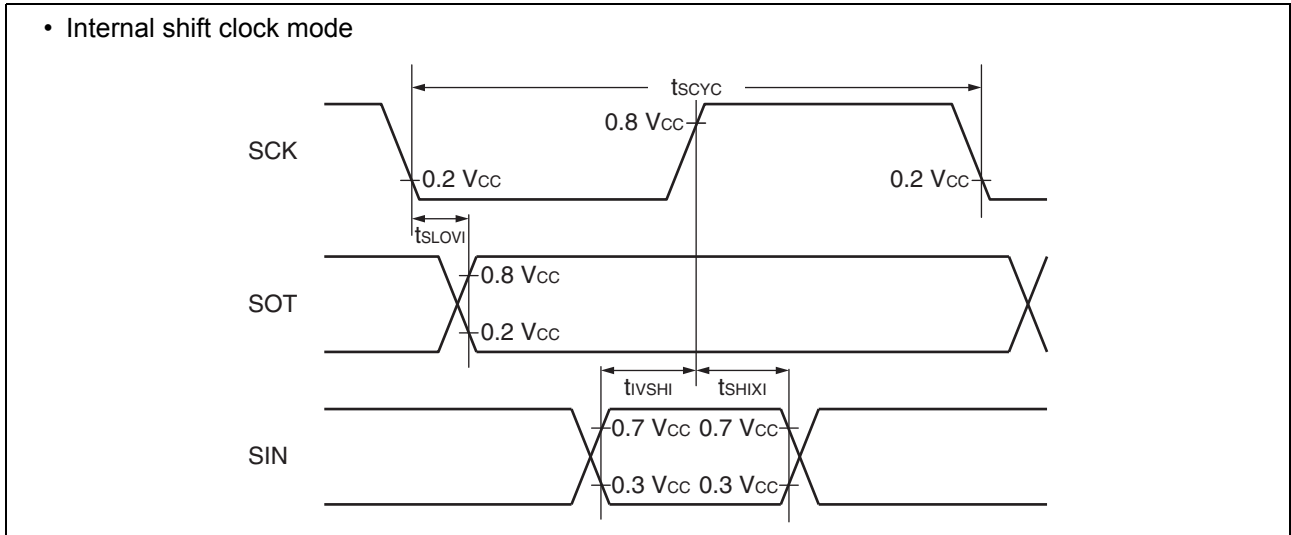 • Internal shift clock mode
tSCYC
0.8 VCC
SCK
0.2 VCC 0.2 VCC
tSLOVI
0.8 VCC
SOT
0.2 VCC
tIVSHI tSHIXI
0.7 VCC 0.7 VCC
SIN
0.3 VCC 0.3 VCC